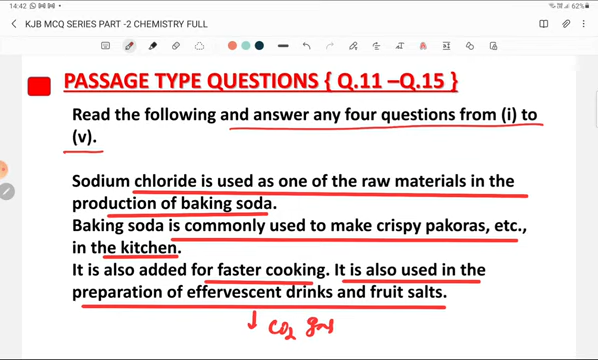 14:42
62%
KJB MCQ SERIES PART -2 CHEMISTRY FULL
PASSAGE TYPE QUESTIONS { Q.11 –Q.15 }
Read the following and answer any four questions from (i) to
(v).
Sodium chloride is used as one of the raw materials in the
production of baking soda.
Baking soda is commonly used to make crispy pakoras, etc.,
in the kitchen.
It is also added for faster cooking. It is also used in the
preparation of effervescent drinks and fruit salts.
CO2 gas